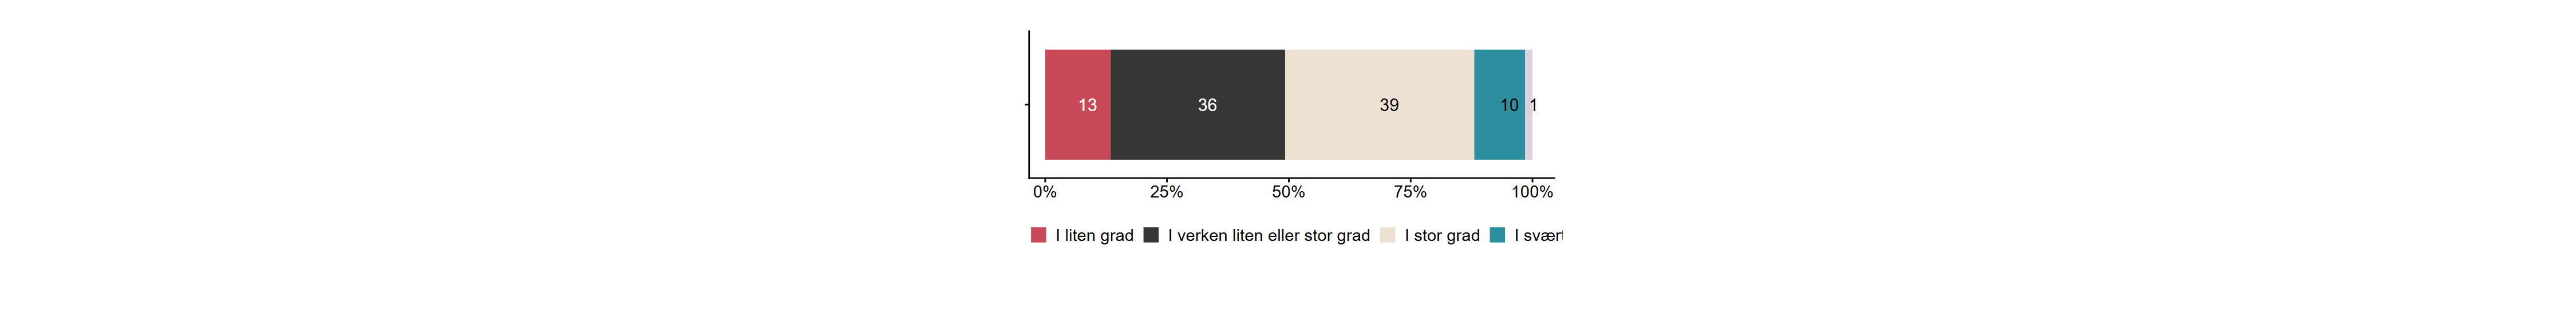 13 36 39 10 1
0% 25% 50% 75% 100%
I liten grad I verken liten eller stor grad I stor grad I svært